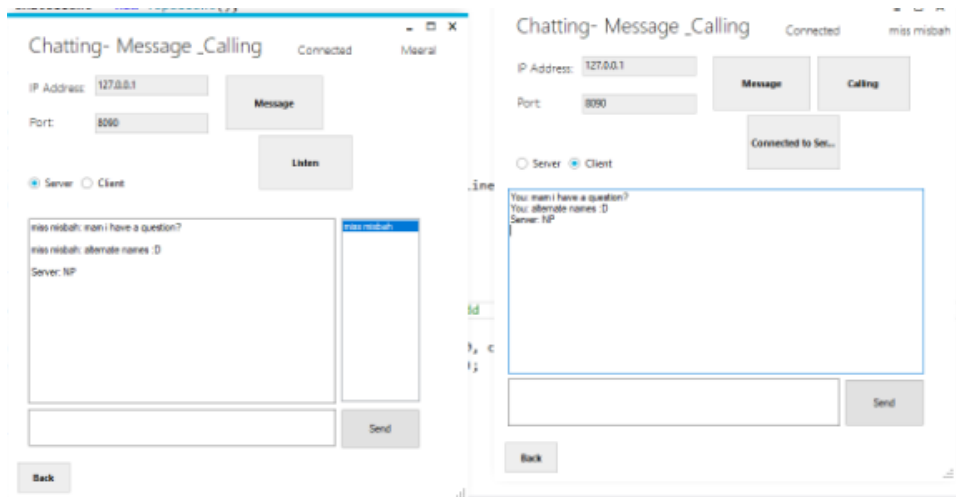 Chatting- Message _Calling Connected Meeral
IP Address: 127.0.0.1
Message
Port: 8090
Listen
Server Client
miss misbah: mam i have a question?
miss misbah: alternate names :D
Server: NP
miss misbah
Send
Back
Chatting- Message _Calling Connected miss misbah
IP Address: 127.0.0.1
Message Calling
Port: 8090
Connected to Ser...
Server Client
You: mam i have a question?
You: alternate names :D
Server: NP
Send
Back